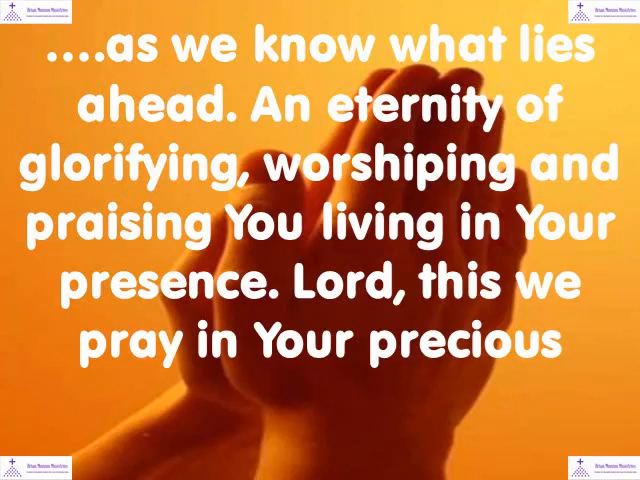 ....as we know what lies
ahead. An eternity of
glorifying, worshiping and
praising You living in Your
presence. Lord, this we
pray in Your precious